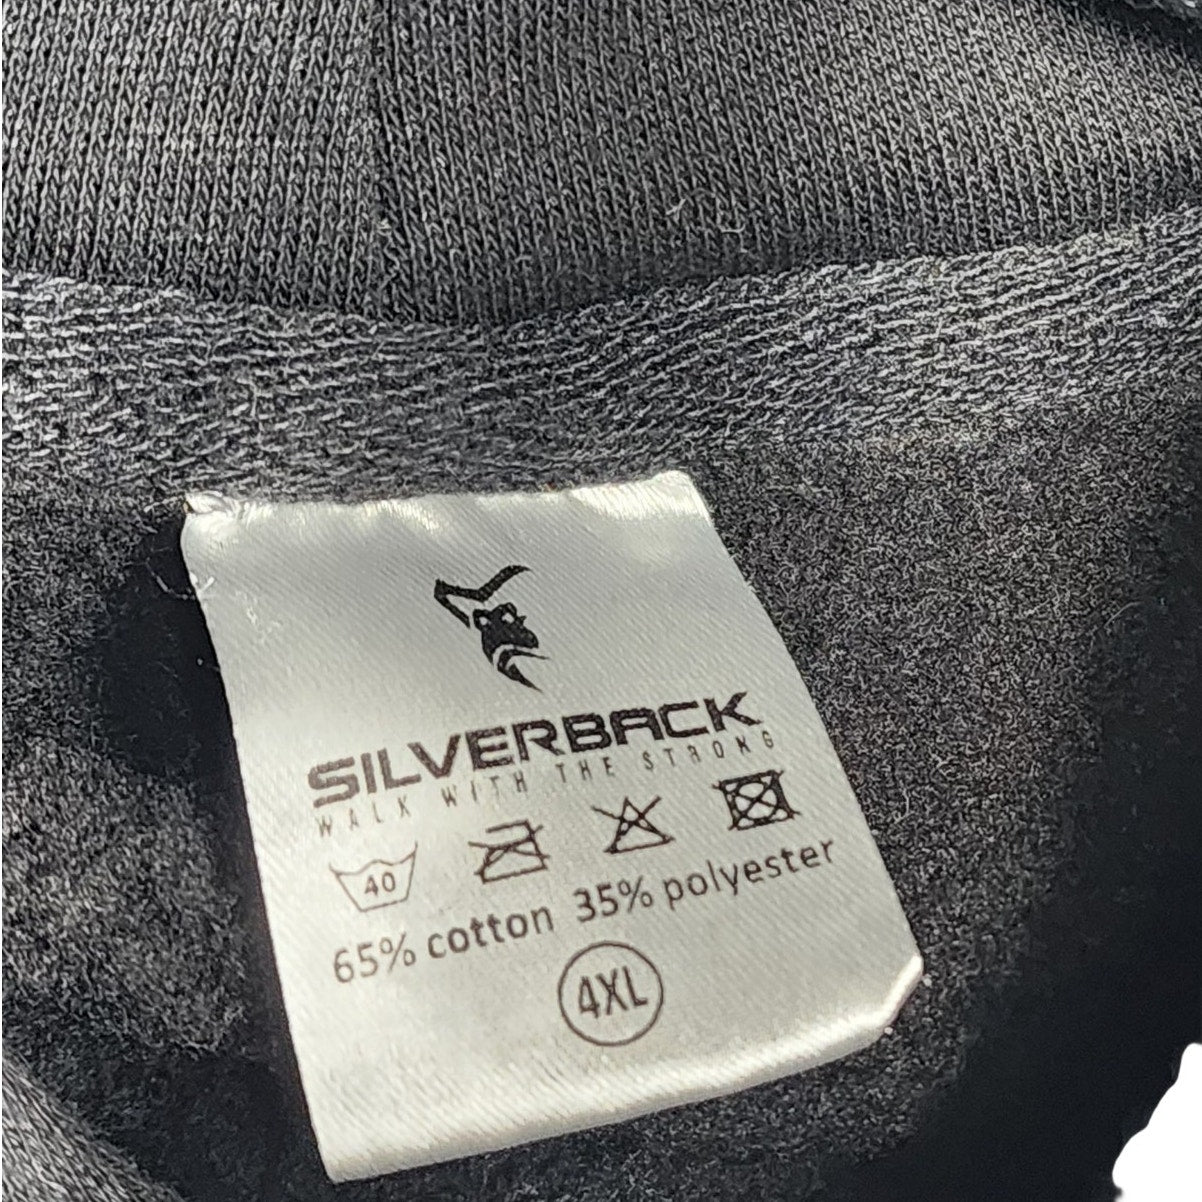 SILVERBACK
WALK WITH THE STRONG
40
65% cotton 35% polyester
4XL